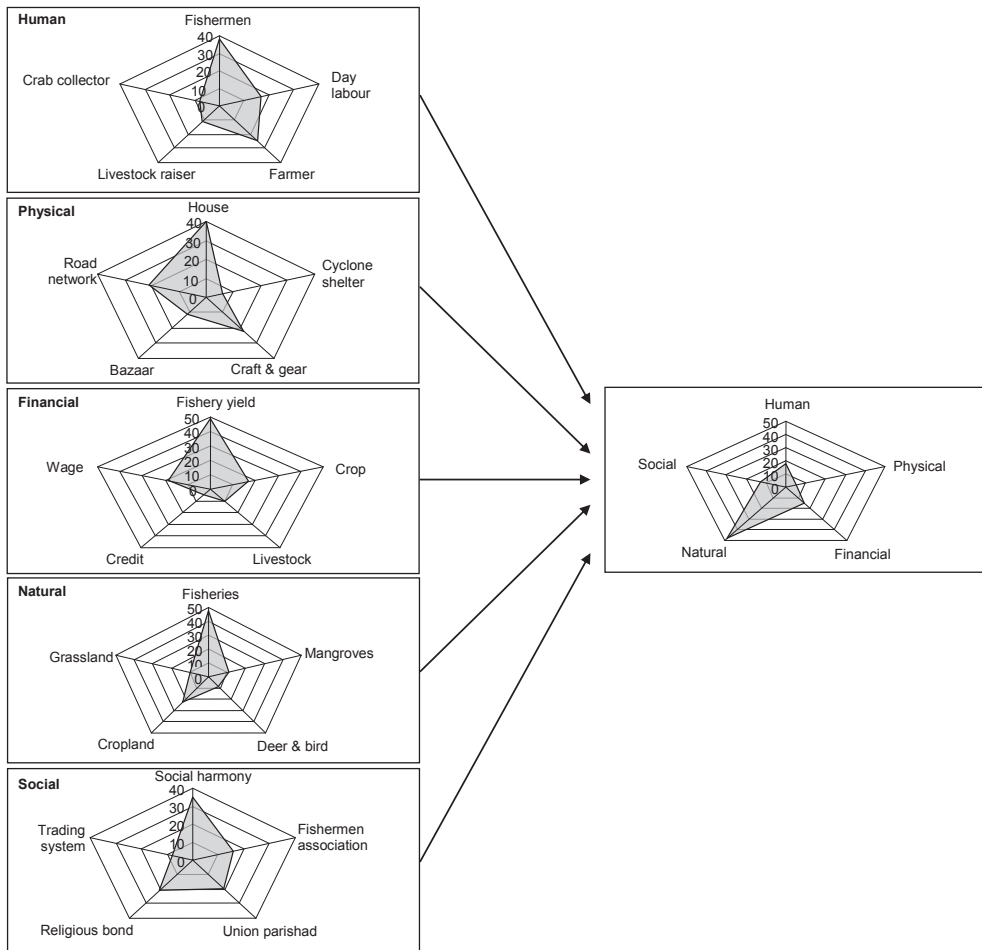 Human
Fishermen
40
30
20
10
0
Crab collector
Day
labour
Livestock raiser
Farmer
Physical
House
40
30
20
10
0
Road
network
Cyclone
shelter
Bazaar
Craft & gear
Financial
Fishery yield
50
40
30
20
10
0
Wage
Crop
Credit
Livestock
Natural
Fisheries
50
40
30
20
10
0
Grassland
Mangroves
Cropland
Deer & bird
Social
Social harmony
40
30
20
10
0
Trading
system
Fishermen
association
Religious bond
Union parishad
Human
50
40
30
20
10
0
Social
Physical
Natural
Financial